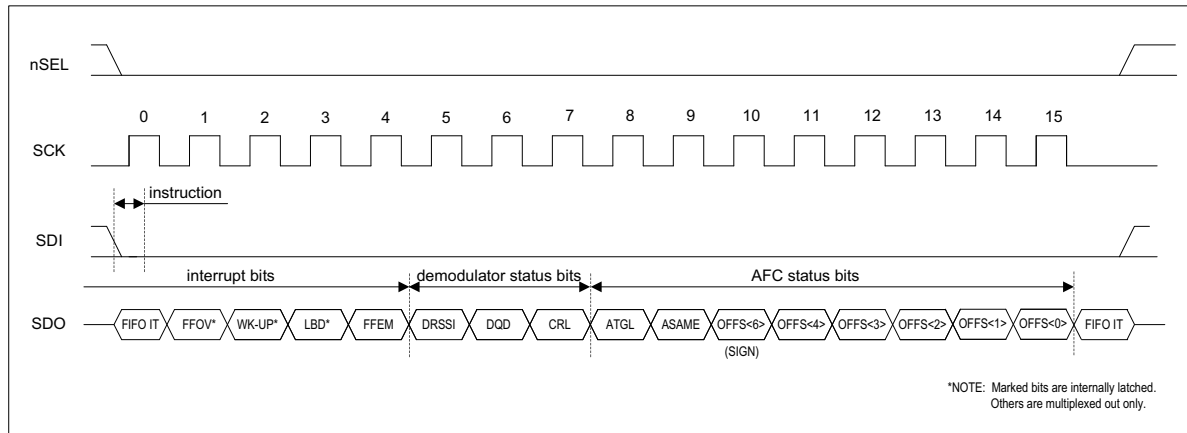 nSEL
0 1 2 3 4 5 6 7 8 9 10 11 12 13 14 15
SCK
instruction
SDI
interrupt bits demodulator status bits AFC status bits
SDO FIFO IT FFOV* WK-UP* LBD* FFEM DRSSI DQD CRL ATGL ASAME OFFS<6> OFFS<4> OFFS<3> OFFS<2> OFFS<1> OFFS<0> FIFO IT
(SIGN)
*NOTE: Marked bits are internally latched.
Others are multiplexed out only.